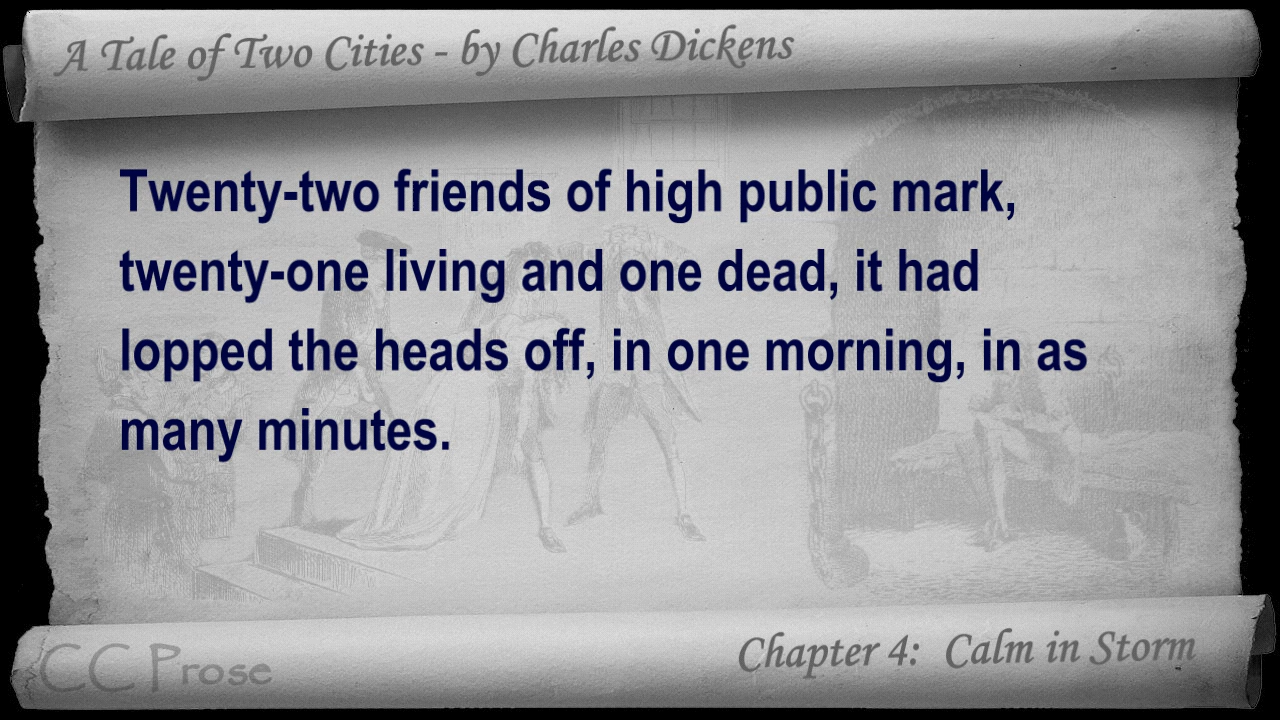 A Tale of Two Cities - by Charles Dickens
Twenty-two friends of high public mark,
twenty-one living and one dead, it had
lopped the heads off, in one morning, in as
many minutes.
Chapter 4: Calm in Storm
CC Prose